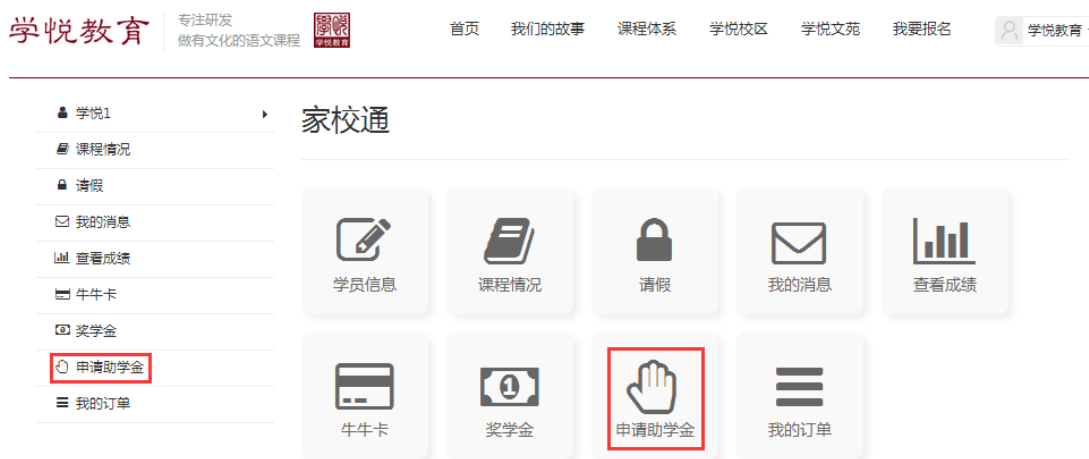 学悦教育
专注研发
做有文化的语文课程
学悦教育
首页 我们的故事 课程体系 学悦校区 学悦文苑 我要报名
学悦教育
学悦1
课程情况
请假
我的消息
查看成绩
牛牛卡
奖学金
申请助学金
我的订单
家校通
学员信息 课程情况 请假 我的消息 查看成绩
1
牛牛卡 奖学金 申请助学金 我的订单